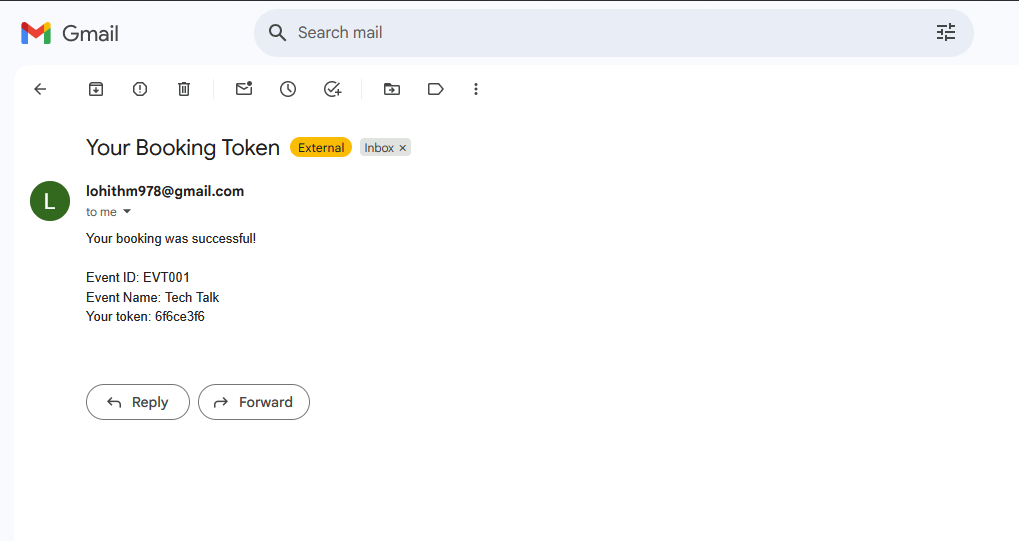 Gmail
Search mail
Your Booking Token External Inbox ×
L
lohithm978@gmail.com
to me
Your booking was successful!
Event ID: EVT001
Event Name: Tech Talk
Your token: 6f6ce3f6
Reply Forward